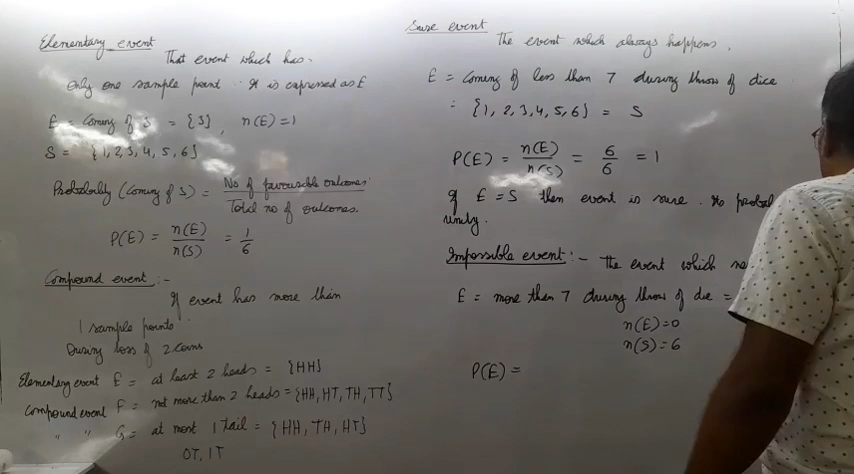 Elementary event
That event which has
only one sample point. It is expressed as E
E = Coming of 5 = {5}, n(E)=1
S = {1,2,3,4,5,6}
Probability (Coming of 5) = No of favourable outcomes
Total no of outcomes.
P(E) = n(E)/n(S) = 1/6
Compound event :-
If event has more than
1 sample points
During toss of 2 coins
Elementary event E = at least 2 heads = {HH}
Compound event F = not more than 2 heads = {HH, HT, TH, TT}
" " G = at most 1 tail = {HH, TH, HT}
0T, 1T
Sure event
The event which always happens.
E = Coming of less than 7 during throw of dice
= {1, 2, 3, 4, 5, 6} = S
P(E) = n(E)/n(S) = 6/6 = 1
If E = S then event is sure. Its
unity.
Impossible event :- The event which
E = more than 7 during throw of die =
n(E)=0
n(S)=6
P(E) =